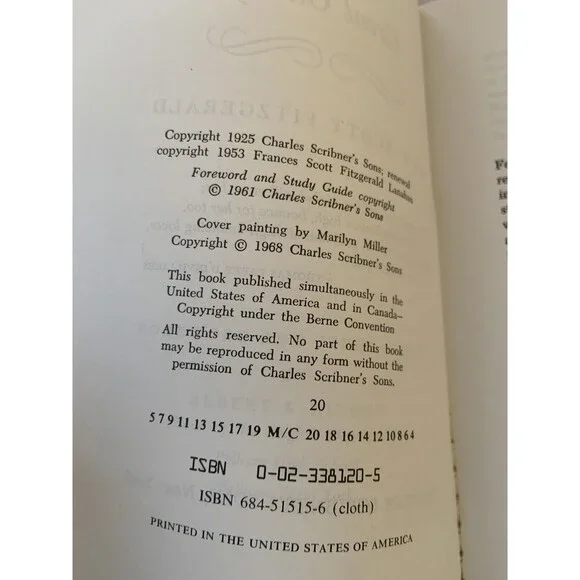 SCOTT FITZGERALD
Copyright 1925 Charles Scribner's Sons; renewal
copyright 1953 Frances Scott Fitzgerald Lanahan
Foreword and Study Guide copyright
© 1961 Charles Scribner's Sons
Cover painting by Marilyn Miller
Copyright © 1968 Charles Scribner's Sons
This book published simultaneously in the
United States of America and in Canada—
Copyright under the Berne Convention
All rights reserved. No part of this book
may be reproduced in any form without the
permission of Charles Scribner's Sons.
20
5 7 9 11 13 15 17 19 M/C 20 18 16 14 12 10 8 6 4
ISBN 0-02-338120-5
ISBN 684-51515-6 (cloth)
PRINTED IN THE UNITED STATES OF AMERICA